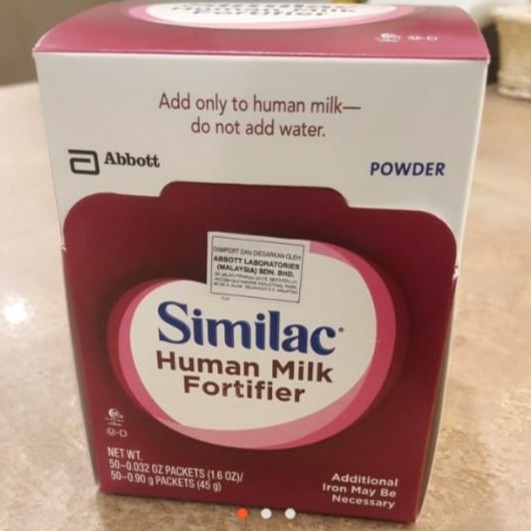 Add only to human milk—
do not add water.
Abbott
POWDER
DIIMPORT DAN DIEDARKAN OLEH
ABBOTT LABORATORIES
(MALAYSIA) SDN. BHD.
Similac®
Human Milk
Fortifier
U-D
NET WT.
50–0.032 OZ PACKETS (1.6 OZ)/
50–0.90 g PACKETS (45 g)
Additional
Iron May Be
Necessary